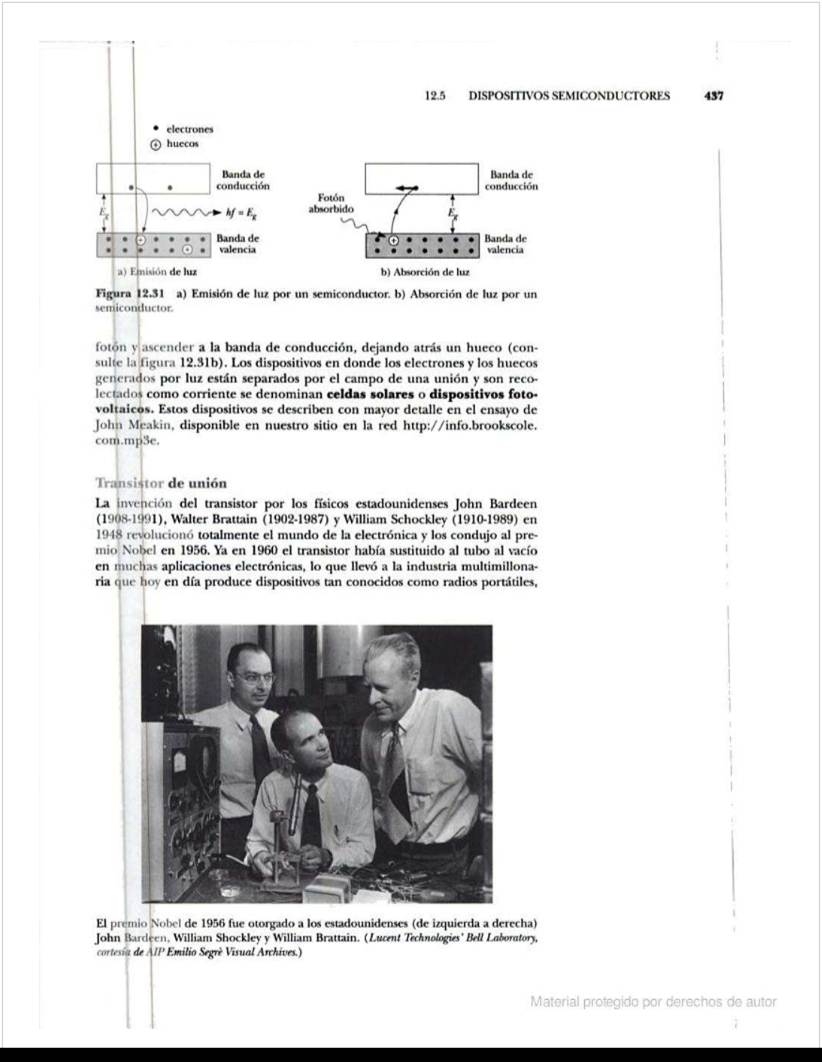 12.5 DISPOSITIVOS SEMICONDUCTORES 437
• electrones
⊕ huecos
Banda de
conducción
E_g
hf = E_g
Banda de
valencia
a) Emisión de luz
Banda de
conducción
Fotón
absorbido
E_g
Banda de
valencia
b) Absorción de luz
Figura 12.31 a) Emisión de luz por un semiconductor. b) Absorción de luz por un
semiconductor.
fotón y ascender a la banda de conducción, dejando atrás un hueco (con-
sulte la figura 12.31b). Los dispositivos en donde los electrones y los huecos
generados por luz están separados por el campo de una unión y son reco-
lectados como corriente se denominan celdas solares o dispositivos foto-
voltaicos. Estos dispositivos se describen con mayor detalle en el ensayo de
John Meakin, disponible en nuestro sitio en la red http://info.brookscole.
com.mp3e.
Transistor de unión
La invención del transistor por los físicos estadounidenses John Bardeen
(1908-1991), Walter Brattain (1902-1987) y William Schockley (1910-1989) en
1948 revolucionó totalmente el mundo de la electrónica y los condujo al pre-
mio Nobel en 1956. Ya en 1960 el transistor había sustituido al tubo al vacío
en muchas aplicaciones electrónicas, lo que llevó a la industria multimillona-
ria que hoy en día produce dispositivos tan conocidos como radios portátiles,
El premio Nobel de 1956 fue otorgado a los estadounidenses (de izquierda a derecha)
John Bardeen, William Shockley y William Brattain. (Lucent Technologies' Bell Laboratory,
cortesía de AIP Emilio Segrè Visual Archives.)
Material protegido por derechos de autor